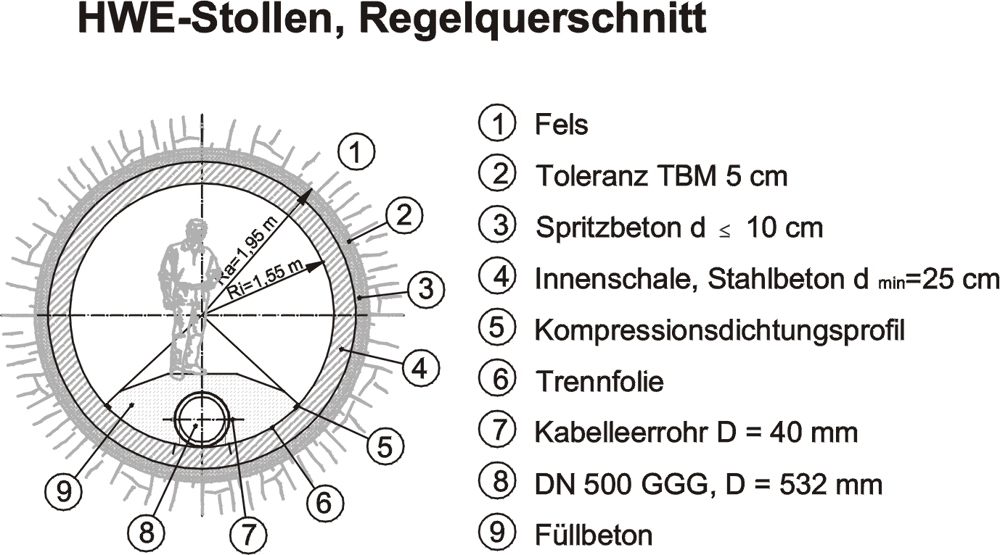 HWE-Stollen, Regelquerschnitt
1 Fels
2 Toleranz TBM 5 cm
3 Spritzbeton d ≤ 10 cm
4 Innenschale, Stahlbeton d min=25 cm
5 Kompressionsdichtungsprofil
6 Trennfolie
7 Kabelleerrohr D = 40 mm
8 DN 500 GGG, D = 532 mm
9 Füllbeton
1
2
Ra=1,95 m
Ri=1,55 m
3
4
5
9
6
8
7